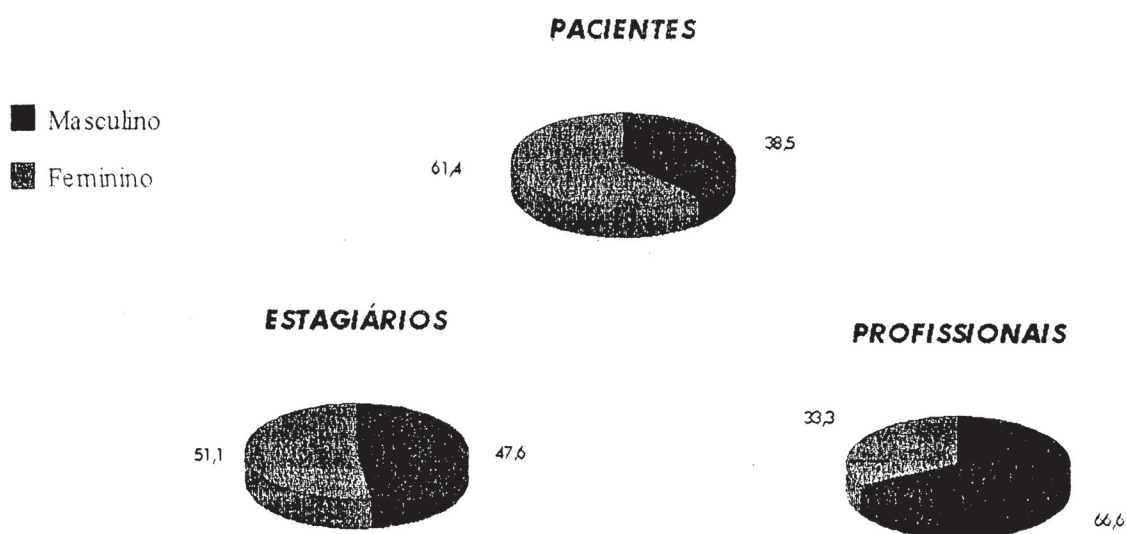 PACIENTES
Masculino
Feminino
38,5
61,4
ESTAGIÁRIOS
51,1
47,6
PROFISSIONAIS
33,3
66,6